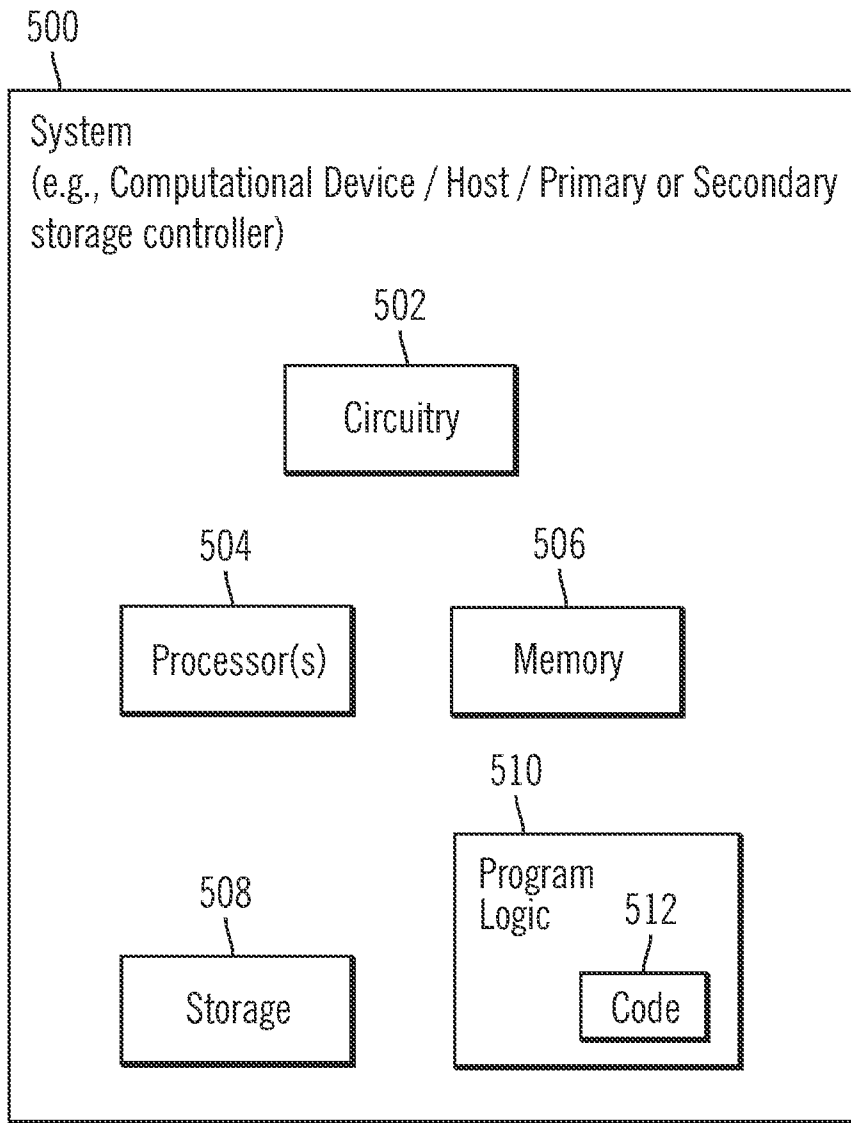 500
System
(e.g., Computational Device / Host / Primary or Secondary
storage controller)
502
Circuitry
504
Processor(s)
506
Memory
508
Storage
510
Program
Logic
512
Code